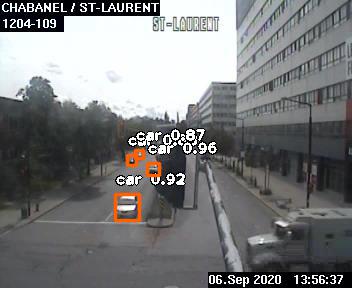 CHABANEL / ST-LAURENT
1204-109
ST-LAURENT
car 0.87
car 0.96
car 0.92
06.Sep 2020 13:56:37